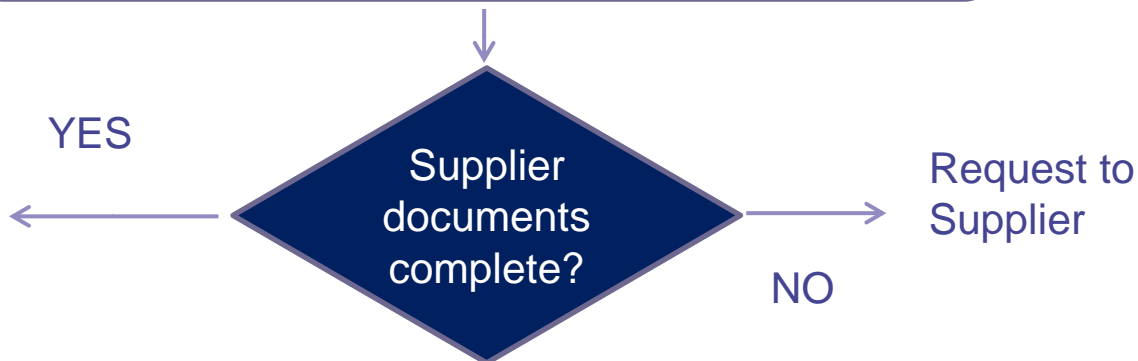 YES
Supplier
documents
complete?
Request to
Supplier
NO